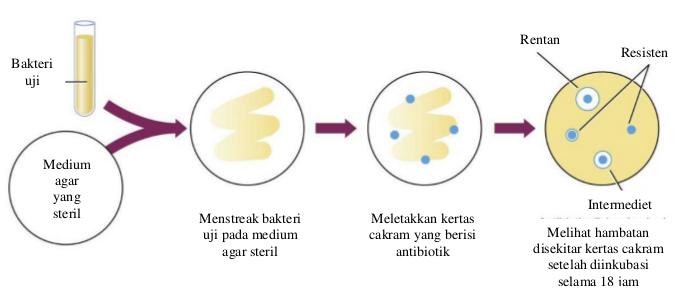 Bakteri
uji
Medium
agar
yang
steril
Menstreak bakteri
uji pada medium
agar steril
Meletakkan kertas
cakram yang berisi
antibiotik
Rentan
Resisten
Intermediet
Melihat hambatan
disekitar kertas cakram
setelah diinkubasi
selama 18 jam